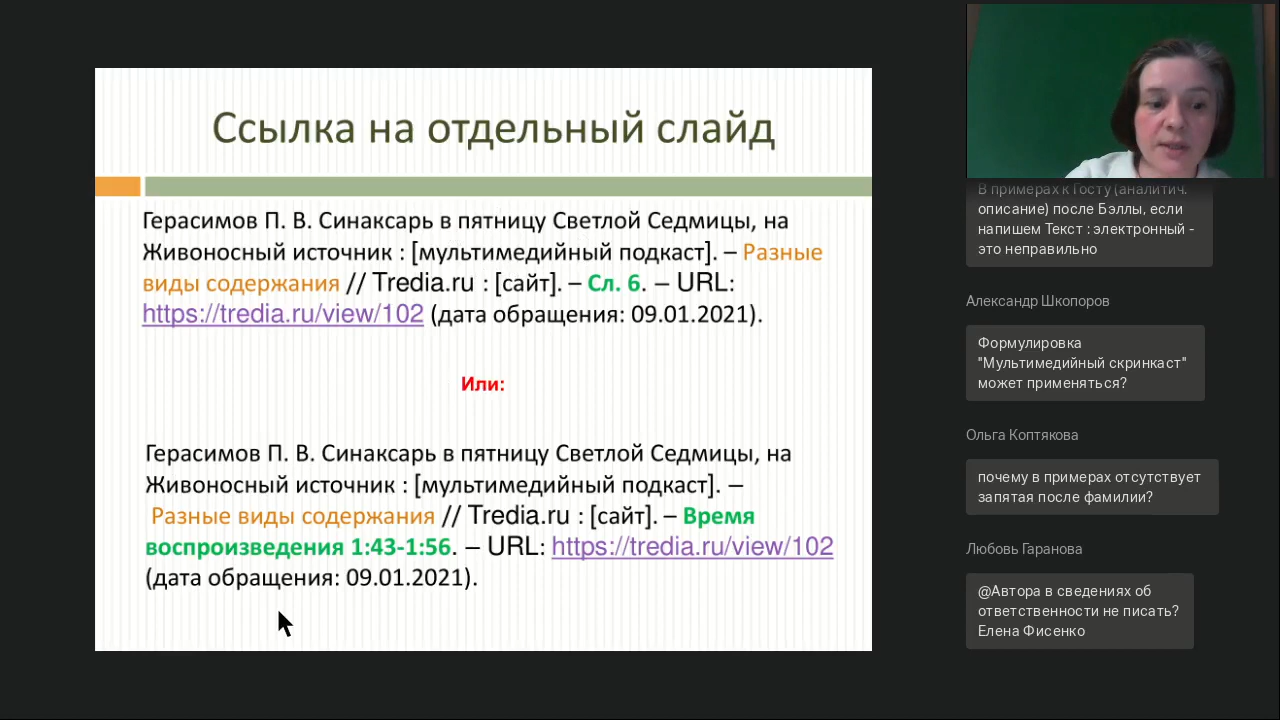 Ссылка на отдельный слайд
Герасимов П. В. Синаксарь в пятницу Светлой Седмицы, на
Живоносный источник : [мультимедийный подкаст]. – Разные
виды содержания // Tredia.ru : [сайт]. – Сл. 6. – URL:
https://tredia.ru/view/102 (дата обращения: 09.01.2021).
Или:
Герасимов П. В. Синаксарь в пятницу Светлой Седмицы, на
Живоносный источник : [мультимедийный подкаст]. –
Разные виды содержания // Tredia.ru : [сайт]. – Время
воспроизведения 1:43-1:56. – URL: https://tredia.ru/view/102
(дата обращения: 09.01.2021).
В примерах к Госту (аналитич.
описание) после Бэллы, если
напишем Текст : электронный -
это неправильно
Александр Шкопоров
Формулировка
"Мультимедийный скринкаст"
может применяться?
Ольга Коптякова
почему в примерах отсутствует
запятая после фамилии?
Любовь Гаранова
@Автора в сведениях об
ответственности не писать?
Елена Фисенко